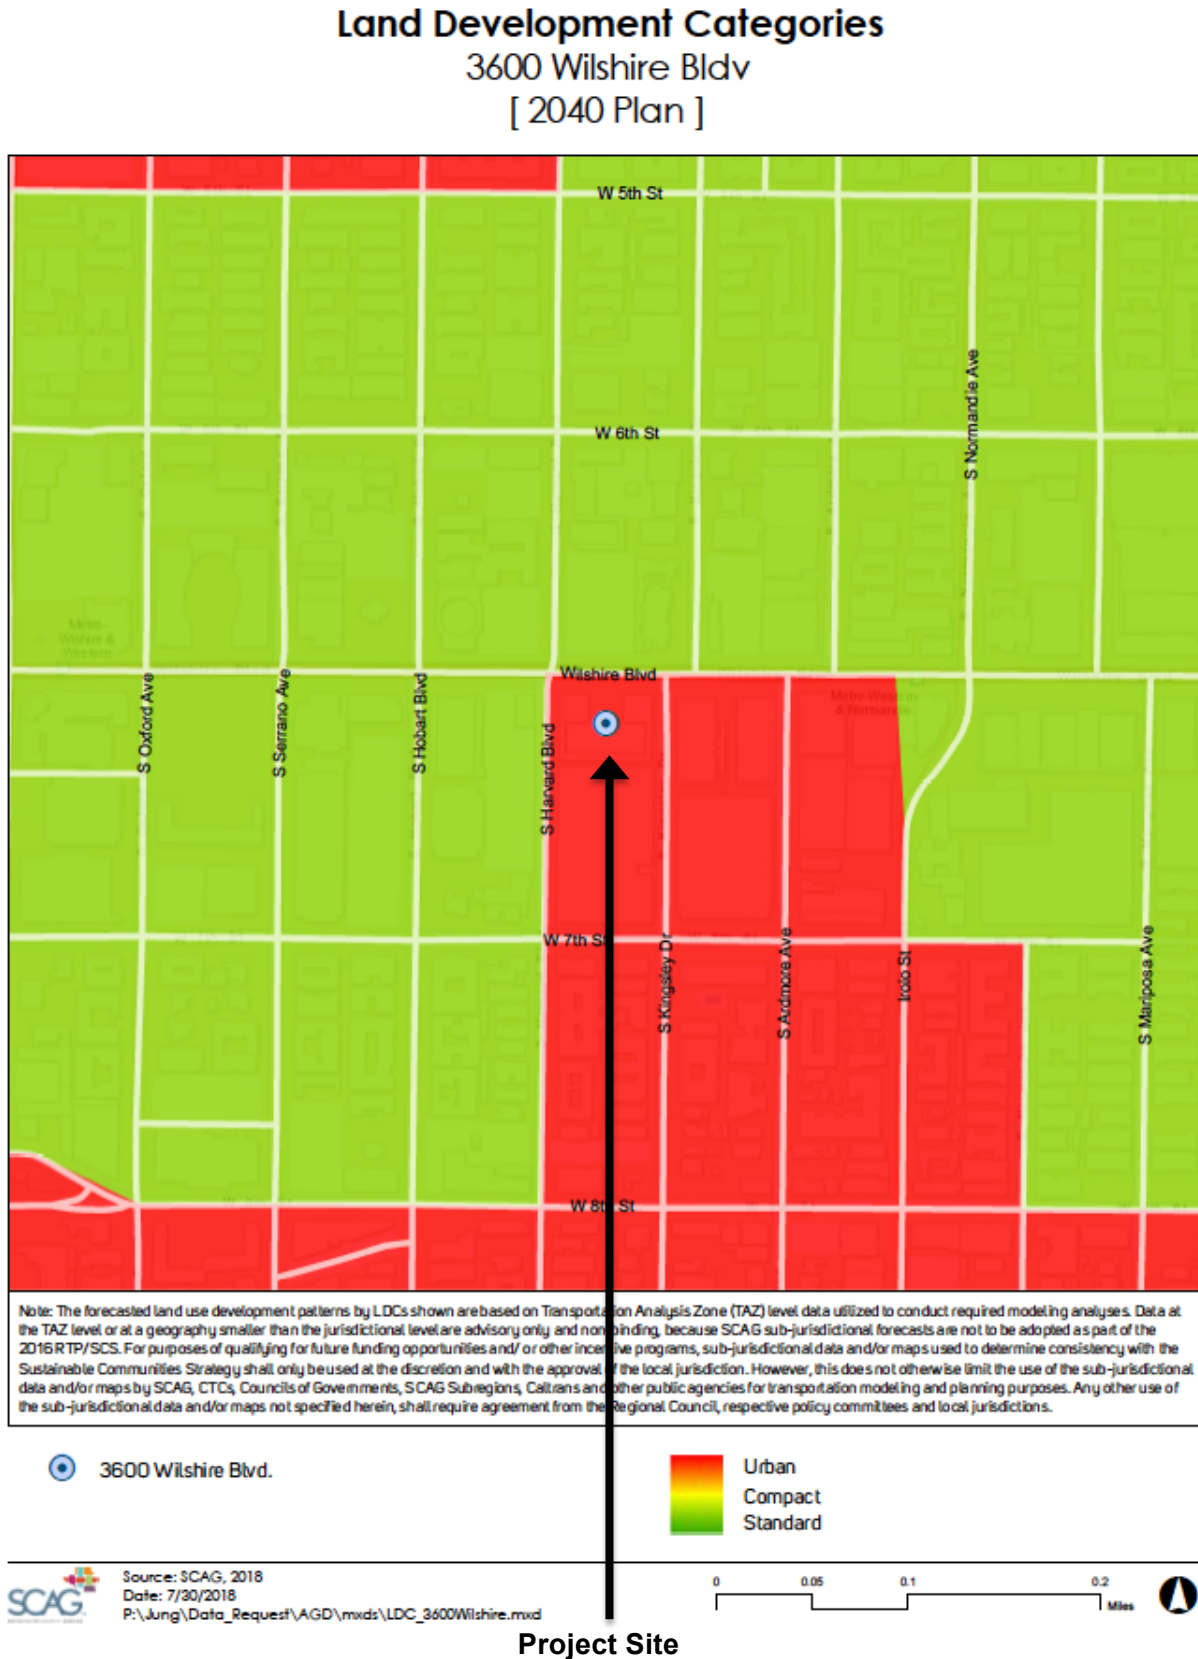 Land Development Categories
3600 Wilshire Bldv
[ 2040 Plan ]
W 5th St
W 6th St
S Normandie Ave
Metro-
Wilshire &
Western
Wilshire Blvd
S Oxford Ave
S Serrano Ave
S Hobart Blvd
S Harvard Blvd
Metro-Western
& Normandie
W 7th St
S Kingsley Dr
S Ardmore Ave
Irolo St
S Mariposa Ave
W 8th St
Note: The forecasted land use development patterns by LDCs shown are based on Transportation Analysis Zone (TAZ) level data utilized to conduct required modeling analyses. Data at
the TAZ level or at a geography smaller than the jurisdictional level are advisory only and non-binding, because SCAG sub-jurisdictional forecasts are not to be adopted as part of the
2016 RTP/SCS. For purposes of qualifying for future funding opportunities and/ or other incentive programs, sub-jurisdictional data and/or maps used to determine consistency with the
Sustainable Communities Strategy shall only be used at the discretion and with the approval of the local jurisdiction. However, this does not otherwise limit the use of the sub-jurisdictional
data and/or maps by SCAG, CTCs, Councils of Governments, SCAG Subregions, Caltrans and other public agencies for transportation modeling and planning purposes. Any other use of
the sub-jurisdictional data and/or maps not specified herein, shall require agreement from the Regional Council, respective policy committees and local jurisdictions.
3600 Wilshire Blvd.
Urban
Compact
Standard
SCAG
Source: SCAG, 2018
Date: 7/30/2018
P:\Jung\Data_Request\AGD\mxds\LDC_3600Wilshire.mxd
0 0.05 0.1 0.2
Miles
Project Site